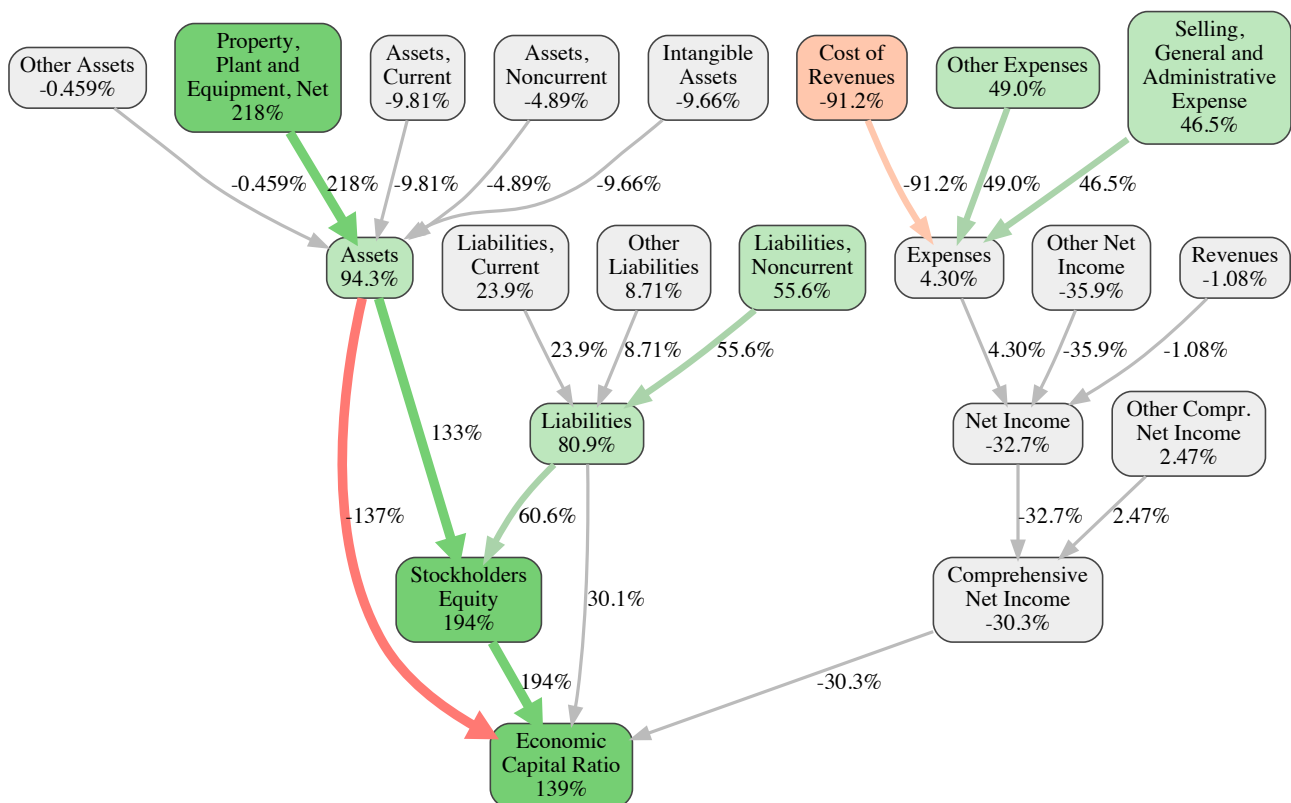 Other Assets
-0.459%
Property,
Plant and
Equipment, Net
218%
Assets,
Current
-9.81%
Assets,
Noncurrent
-4.89%
Intangible
Assets
-9.66%
Cost of
Revenues
-91.2%
Other Expenses
49.0%
Selling,
General and
Administrative
Expense
46.5%
-0.459%
218%
-9.81%
-4.89%
-9.66%
-91.2%
49.0%
46.5%
Assets
94.3%
Liabilities,
Current
23.9%
Other
Liabilities
8.71%
Liabilities,
Noncurrent
55.6%
Expenses
4.30%
Other Net
Income
-35.9%
Revenues
-1.08%
23.9%
8.71%
55.6%
4.30%
-35.9%
-1.08%
133%
Liabilities
80.9%
Net Income
-32.7%
Other Compr.
Net Income
2.47%
-137%
60.6%
-32.7%
2.47%
Stockholders
Equity
194%
30.1%
Comprehensive
Net Income
-30.3%
194%
-30.3%
Economic
Capital Ratio
139%